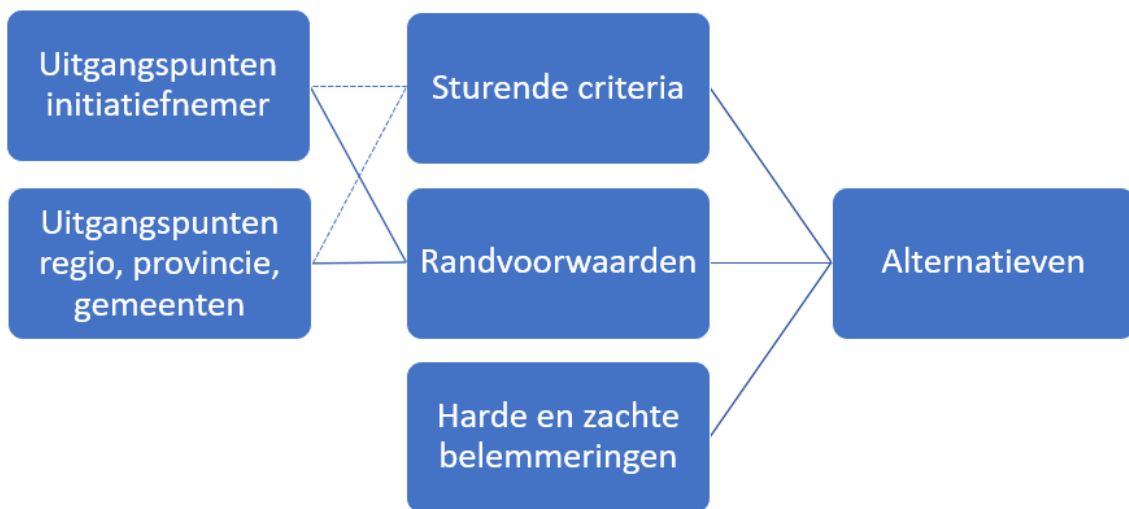 Uitgangspunten
initiatiefnemer
Uitgangspunten
regio, provincie,
gemeenten
Sturende criteria
Randvoorwaarden
Harde en zachte
belemmeringen
Alternatieven